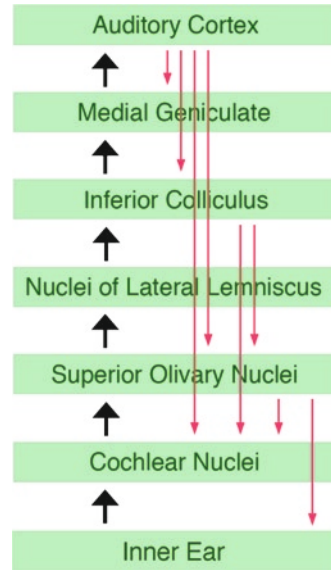 Auditory Cortex
Medial Geniculate
Inferior Colliculus
Nuclei of Lateral Lemniscus
Superior Olivary Nuclei
Cochlear Nuclei
Inner Ear